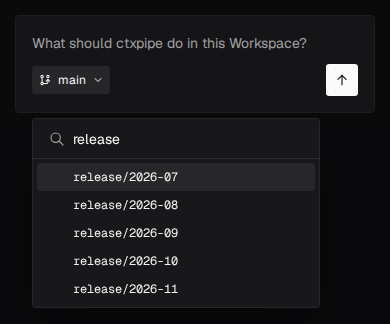 What should ctxpipe do in this Workspace?
main
release
release/2026-07
release/2026-08
release/2026-09
release/2026-10
release/2026-11